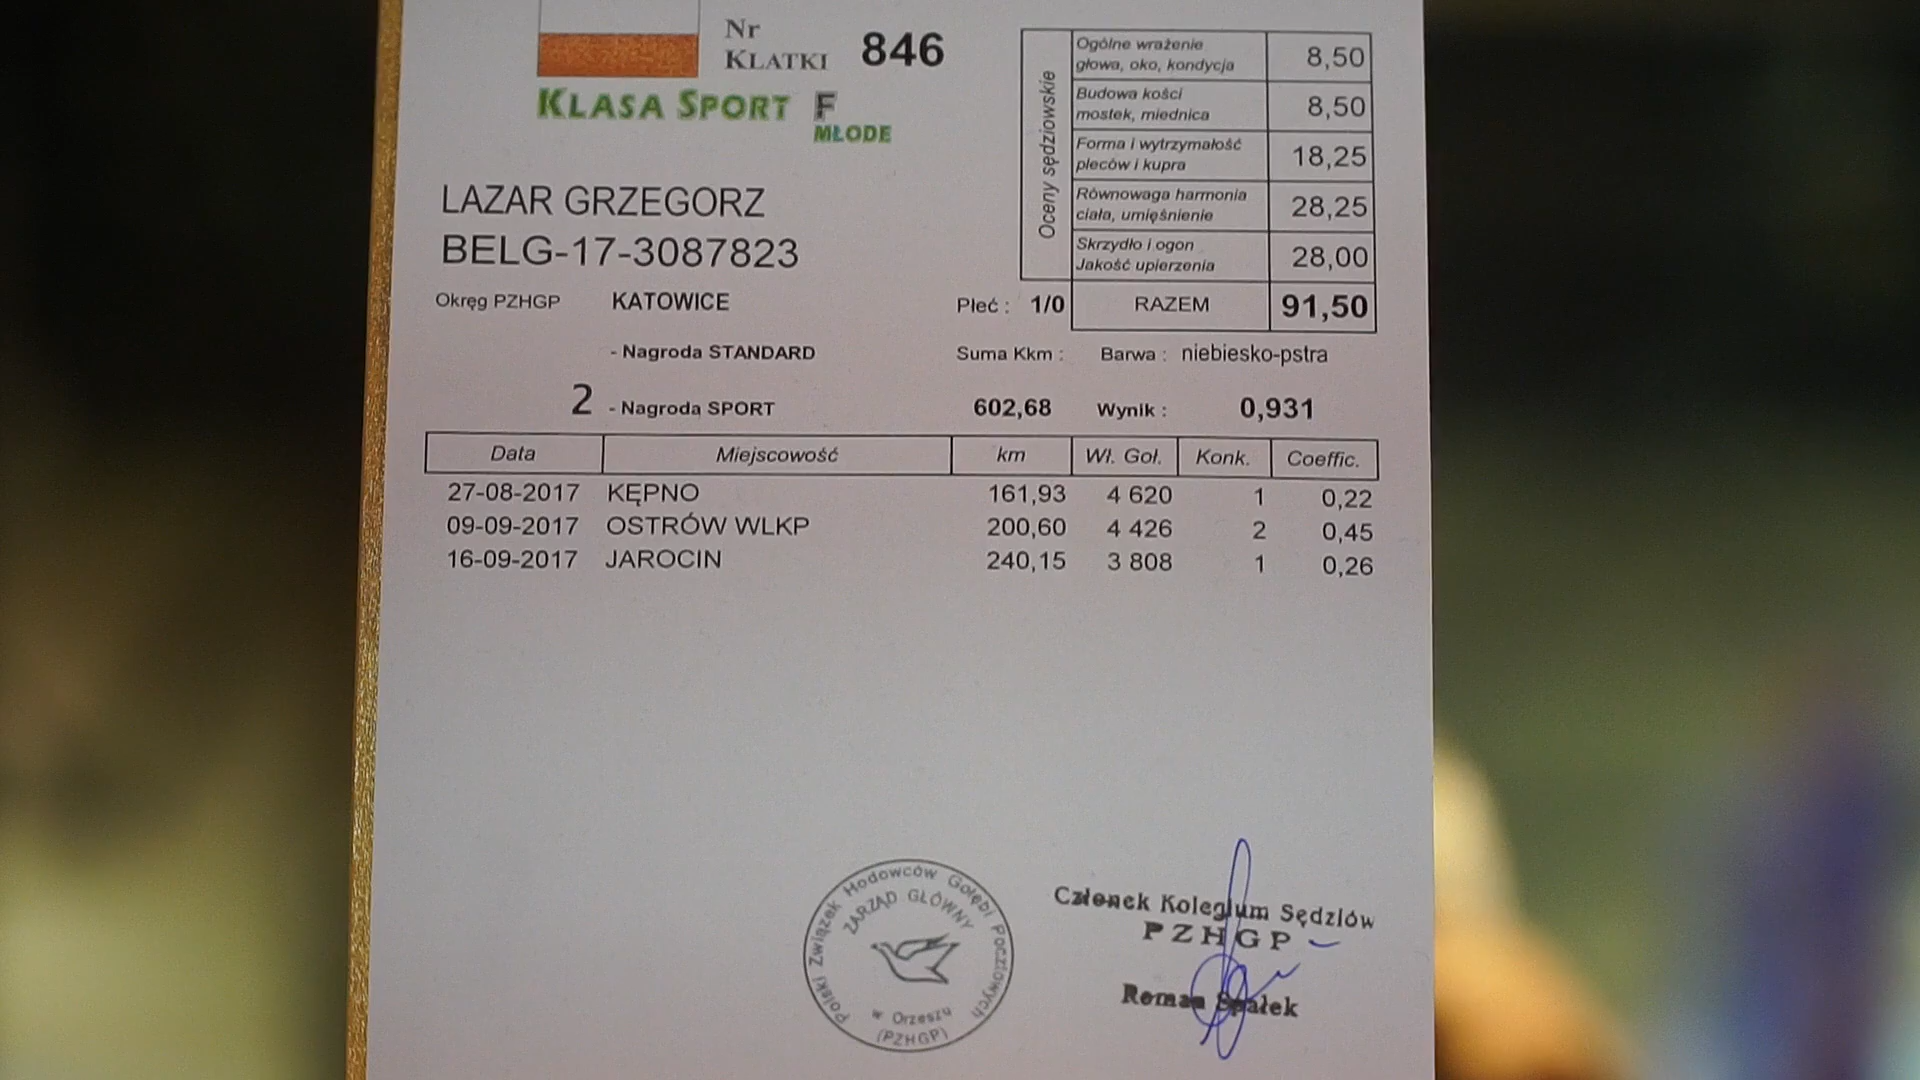 Nr
KLATKI 846
KLASA SPORT F
MŁODE
LAZAR GRZEGORZ
BELG-17-3087823
Okręg PZHGP KATOWICE
Oceny sędziowskie
Ogólne wrażenie
głowa, oko, kondycja 8,50
Budowa kości
mostek, miednica 8,50
Forma i wytrzymałość
pleców i kupra 18,25
Równowaga harmonia
ciała, umięśnienie 28,25
Skrzydło i ogon
Jakość upierzenia 28,00
Płeć : 1/0 RAZEM 91,50
- Nagroda STANDARD Suma Kkm : Barwa : niebiesko-pstra
2 - Nagroda SPORT 602,68 Wynik : 0,931
Data Miejscowość km Wł. Goł. Konk. Coeffic.
27-08-2017 KĘPNO 161,93 4 620 1 0,22
09-09-2017 OSTRÓW WLKP 200,60 4 426 2 0,45
16-09-2017 JAROCIN 240,15 3 808 1 0,26
Polski Związek Hodowców Gołębi Pocztowych
ZARZĄD GŁÓWNY
w Orzeszu
(PZHGP)
Członek Kolegium Sędziów
PZHGP
Roman Spałek